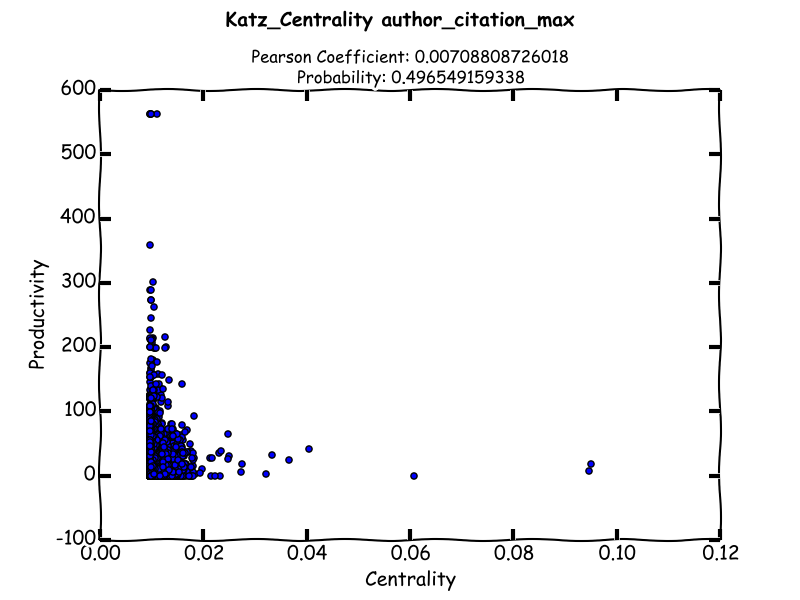 Katz_Centrality author_citation_max
Pearson Coefficient: 0.00708808726018
Probability: 0.496549159338
600
500
400
300
200
100
0
-100
Productivity
0.00 0.02 0.04 0.06 0.08 0.10 0.12
Centrality